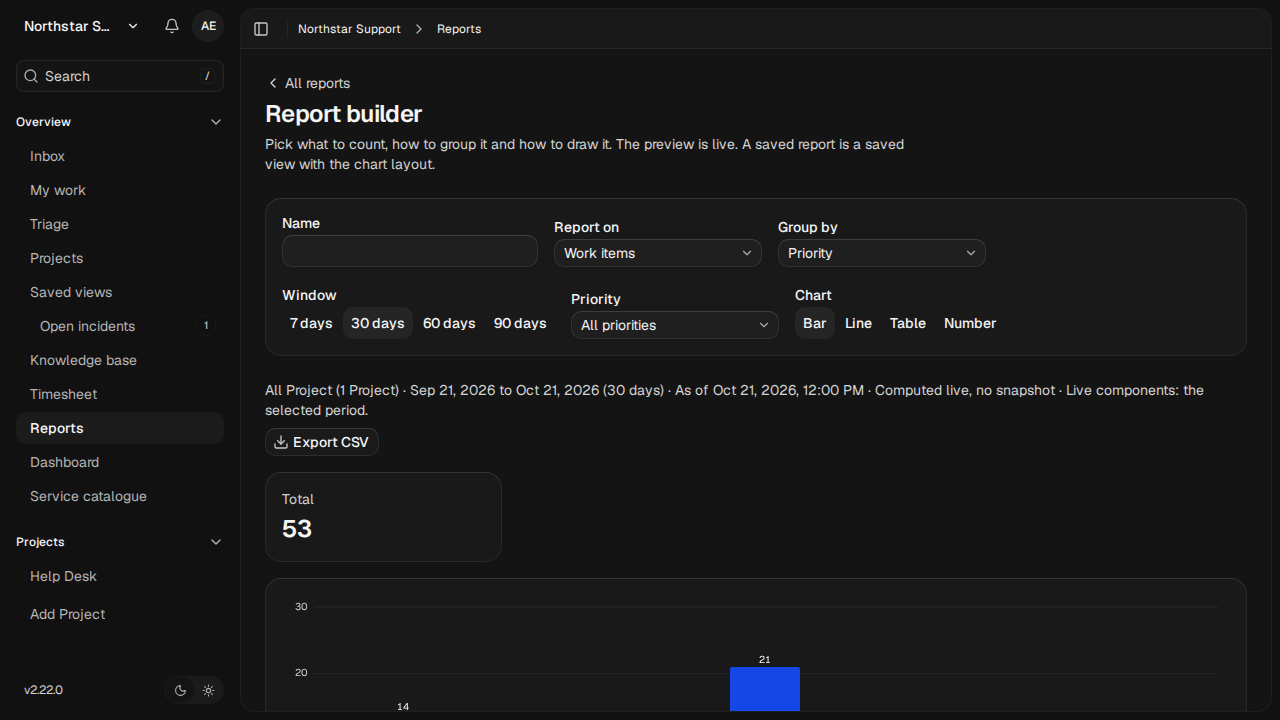 Northstar S...
AE
Search
/
Overview
Inbox
My work
Triage
Projects
Saved views
Open incidents
1
Knowledge base
Timesheet
Reports
Dashboard
Service catalogue
Projects
Help Desk
Add Project
v2.22.0
Northstar Support
Reports
All reports
Report builder
Pick what to count, how to group it and how to draw it. The preview is live. A saved report is a saved
view with the chart layout.
Name
Report on
Group by
Work items
Priority
Window
Priority
Chart
7 days
30 days
60 days
90 days
All priorities
Bar
Line
Table
Number
All Project (1 Project) · Sep 21, 2026 to Oct 21, 2026 (30 days) · As of Oct 21, 2026, 12:00 PM · Computed live, no snapshot · Live components: the
selected period.
Export CSV
Total
53
30
21
20
14